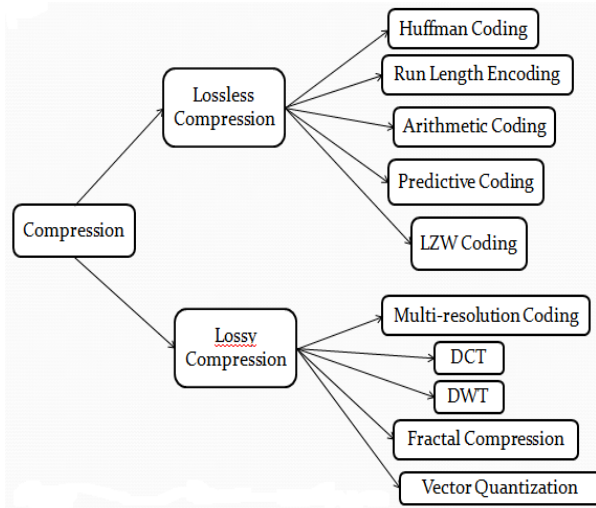 Huffman Coding
Run Length Encoding
Lossless
Compression
Arithmetic Coding
Predictive Coding
Compression
LZW Coding
Multi-resolution Coding
Lossy
Compression
DCT
DWT
Fractal Compression
Vector Quantization